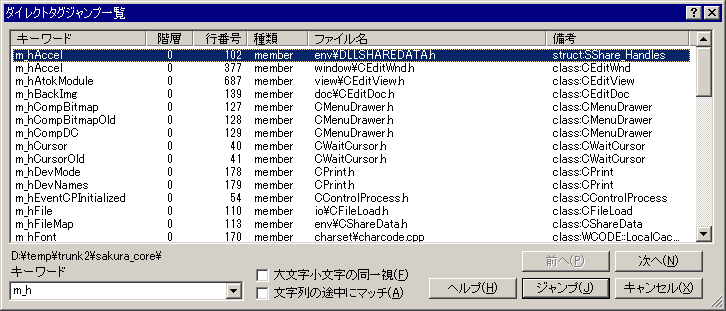 ダイレクトタグジャンプ一覧
キーワード 階層 行番号 種類 ファイル名 備考
m_hAccel 0 102 member env¥DLLSHAREDATA.h struct:SShare_Handles
m_hAccel 0 377 member window¥CEditWnd.h class:CEditWnd
m_hAtokModule 0 687 member view¥CEditView.h class:CEditView
m_hBackImg 0 139 member doc¥CEditDoc.h class:CEditDoc
m_hCompBitmap 0 127 member CMenuDrawer.h class:CMenuDrawer
m_hCompBitmapOld 0 128 member CMenuDrawer.h class:CMenuDrawer
m_hCompDC 0 129 member CMenuDrawer.h class:CMenuDrawer
m_hCursor 0 40 member CWaitCursor.h class:CWaitCursor
m_hCursorOld 0 41 member CWaitCursor.h class:CWaitCursor
m_hDevMode 0 178 member CPrint.h class:CPrint
m_hDevNames 0 179 member CPrint.h class:CPrint
m_hEventCPInitialized 0 54 member CControlProcess.h class:CControlProcess
m_hFile 0 110 member io¥CFileLoad.h class:CFileLoad
m_hFileMap 0 113 member env¥CShareData.h class:CShareData
m_hFont 0 170 member charset¥charcode.cpp class:WCODE::LocalCac...
D:¥temp¥trunk2¥sakura_core¥
前へ(P) 次へ(N)
キーワード
大文字小文字の同一視(F)
m_h
文字列の途中にマッチ(A)
ヘルプ(H) ジャンプ(J) キャンセル(X)